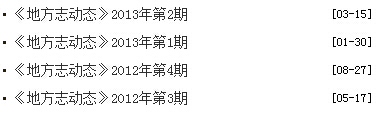 ·《地方志动态》2013年第2期 [03-15]
·《地方志动态》2013年第1期 [01-30]
·《地方志动态》2012年第4期 [08-27]
·《地方志动态》2012年第3期 [05-17]